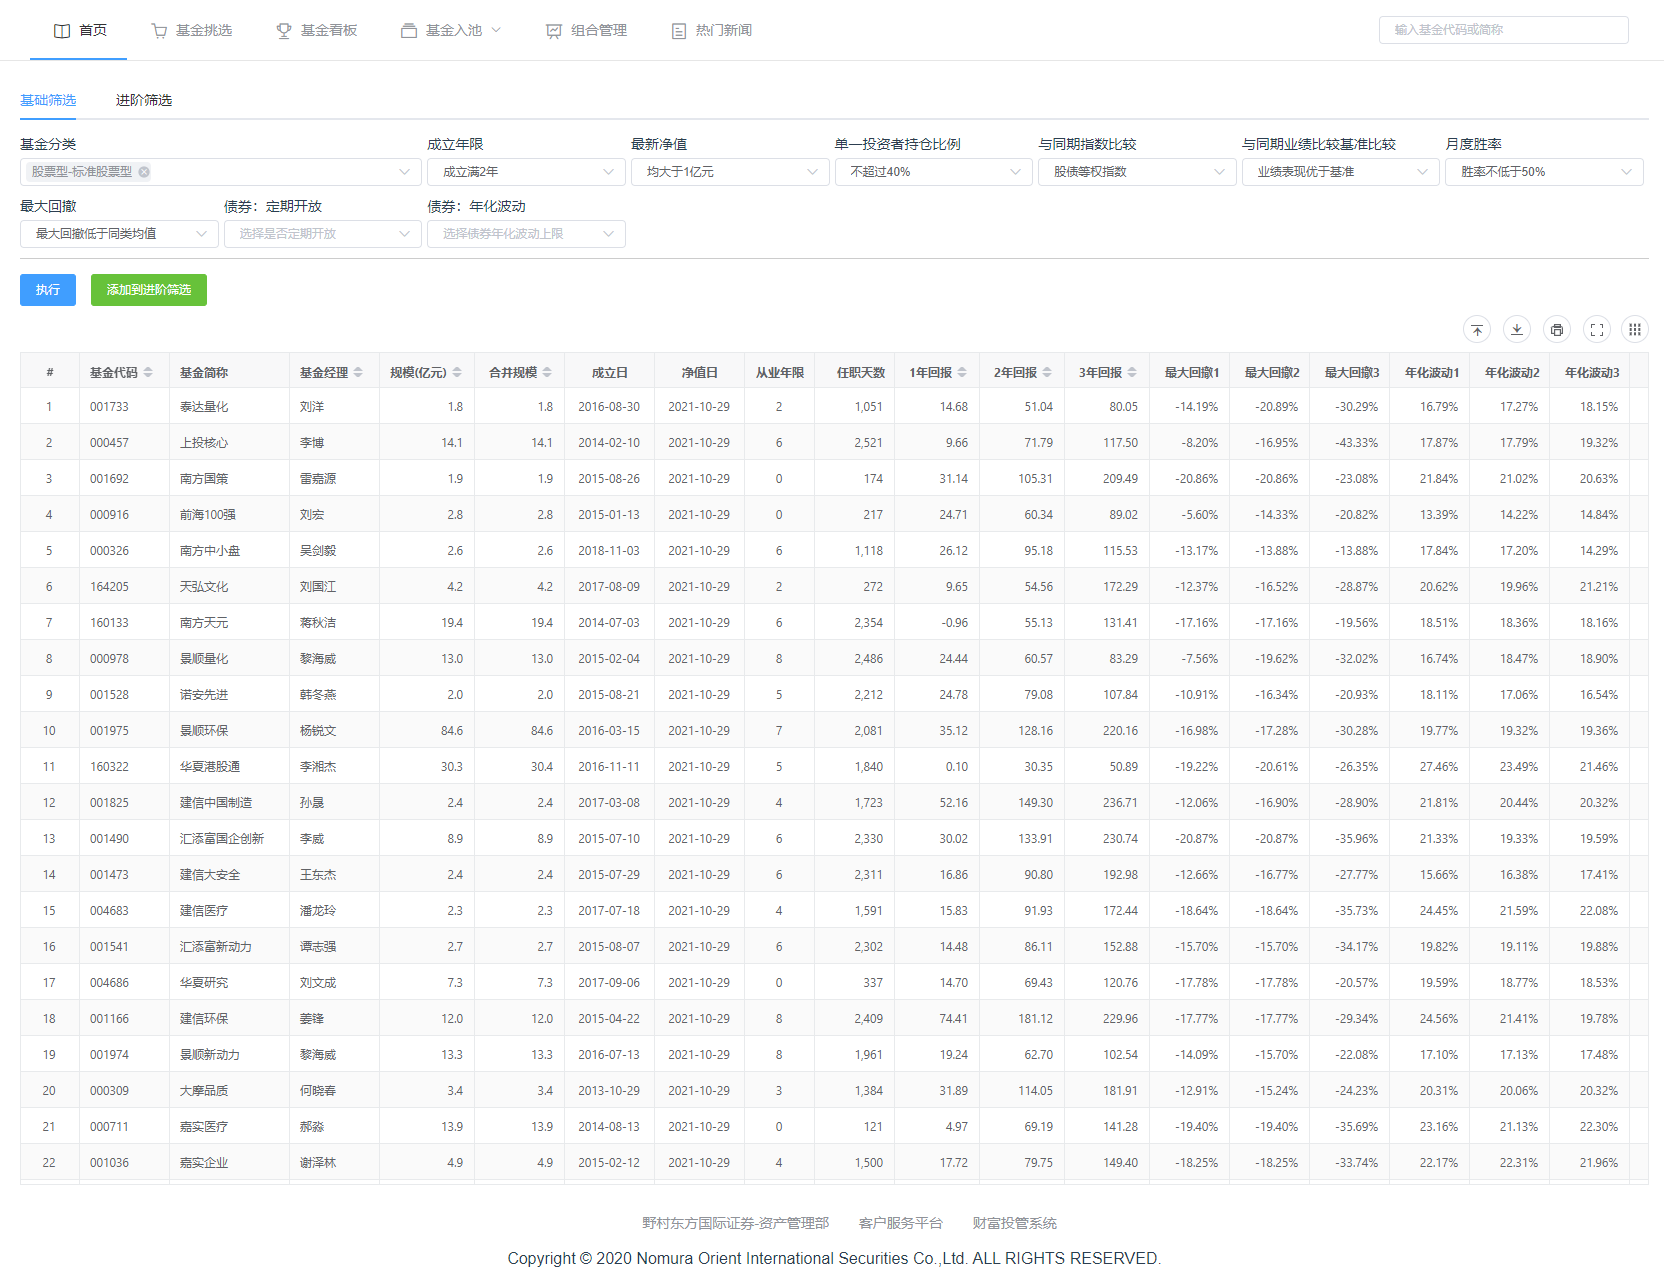 首页 基金挑选 基金看板 基金入池 组合管理 热门新闻 输入基金代码或简称
基础筛选 进阶筛选
基金分类 成立年限 最新净值 单一投资者持仓比例 与同期指数比较 与同期业绩比较基准比较 月度胜率
股票型-标准股票型 成立满2年 均大于1亿元 不超过40% 股债等权指数 业绩表现优于基准 胜率不低于50%
最大回撤 债券：定期开放 债券：年化波动
最大回撤低于同类均值 选择是否定期开放 选择债券年化波动上限
执行 添加到进阶筛选
# 基金代码 基金简称 基金经理 规模(亿元) 合并规模 成立日 净值日 从业年限 任职天数 1年回报 2年回报 3年回报 最大回撤1 最大回撤2 最大回撤3 年化波动1 年化波动2 年化波动3
1 001733 泰达量化 刘洋 1.8 1.8 2016-08-30 2021-10-29 2 1,051 14.68 51.04 80.05 -14.19% -20.89% -30.29% 16.79% 17.27% 18.15%
2 000457 上投核心 李博 14.1 14.1 2014-02-10 2021-10-29 6 2,521 9.66 71.79 117.50 -8.20% -16.95% -43.33% 17.87% 17.79% 19.32%
3 001692 南方国策 雷嘉源 1.9 1.9 2015-08-26 2021-10-29 0 174 31.14 105.31 209.49 -20.86% -20.86% -23.08% 21.84% 21.02% 20.63%
4 000916 前海100强 刘宏 2.8 2.8 2015-01-13 2021-10-29 0 217 24.71 60.34 89.02 -5.60% -14.33% -20.82% 13.39% 14.22% 14.84%
5 000326 南方中小盘 吴剑毅 2.6 2.6 2018-11-03 2021-10-29 6 1,118 26.12 95.18 115.53 -13.17% -13.88% -13.88% 17.84% 17.20% 14.29%
6 164205 天弘文化 刘国江 4.2 4.2 2017-08-09 2021-10-29 2 272 9.65 54.56 172.29 -12.37% -16.52% -28.87% 20.62% 19.96% 21.21%
7 160133 南方天元 蒋秋洁 19.4 19.4 2014-07-03 2021-10-29 6 2,354 -0.96 55.13 131.41 -17.16% -17.16% -19.56% 18.51% 18.36% 18.16%
8 000978 景顺量化 黎海威 13.0 13.0 2015-02-04 2021-10-29 8 2,486 24.44 60.57 83.29 -7.56% -19.62% -32.02% 16.74% 18.47% 18.90%
9 001528 诺安先进 韩冬燕 2.0 2.0 2015-08-21 2021-10-29 5 2,212 24.78 79.08 107.84 -10.91% -16.34% -20.93% 18.11% 17.06% 16.54%
10 001975 景顺环保 杨锐文 84.6 84.6 2016-03-15 2021-10-29 7 2,081 35.12 128.16 220.16 -16.98% -17.28% -30.28% 19.77% 19.32% 19.36%
11 160322 华夏港股通 李湘杰 30.3 30.4 2016-11-11 2021-10-29 5 1,840 0.10 30.35 50.89 -19.22% -20.61% -26.35% 27.46% 23.49% 21.46%
12 001825 建信中国制造 孙晟 2.4 2.4 2017-03-08 2021-10-29 4 1,723 52.16 149.30 236.71 -12.06% -16.90% -28.90% 21.81% 20.44% 20.32%
13 001490 汇添富国企创新 李威 8.9 8.9 2015-07-10 2021-10-29 6 2,330 30.02 133.91 230.74 -20.87% -20.87% -35.96% 21.33% 19.33% 19.59%
14 001473 建信大安全 王东杰 2.4 2.4 2015-07-29 2021-10-29 6 2,311 16.86 90.80 192.98 -12.66% -16.77% -27.77% 15.66% 16.38% 17.41%
15 004683 建信医疗 潘龙玲 2.3 2.3 2017-07-18 2021-10-29 4 1,591 15.83 91.93 172.44 -18.64% -18.64% -35.73% 24.45% 21.59% 22.08%
16 001541 汇添富新动力 谭志强 2.7 2.7 2015-08-07 2021-10-29 6 2,302 14.48 86.11 152.88 -15.70% -15.70% -34.17% 19.82% 19.11% 19.88%
17 004686 华夏研究 刘文成 7.3 7.3 2017-09-06 2021-10-29 0 337 14.70 69.43 120.76 -17.78% -17.78% -20.57% 19.59% 18.77% 18.53%
18 001166 建信环保 姜锋 12.0 12.0 2015-04-22 2021-10-29 8 2,409 74.41 181.12 229.96 -17.77% -17.77% -29.34% 24.56% 21.41% 19.78%
19 001974 景顺新动力 黎海威 13.3 13.3 2016-07-13 2021-10-29 8 1,961 19.24 62.70 102.54 -14.09% -15.70% -22.08% 17.10% 17.13% 17.48%
20 000309 大摩品质 何晓春 3.4 3.4 2013-10-29 2021-10-29 3 1,384 31.89 114.05 181.91 -12.91% -15.24% -24.23% 20.31% 20.06% 20.32%
21 000711 嘉实医疗 郝淼 13.9 13.9 2014-08-13 2021-10-29 0 121 4.97 69.19 141.28 -19.40% -19.40% -35.69% 23.16% 21.13% 22.30%
22 001036 嘉实企业 谢泽林 4.9 4.9 2015-02-12 2021-10-29 4 1,500 17.72 79.75 149.40 -18.25% -18.25% -33.74% 22.17% 22.31% 21.96%
野村东方国际证券-资产管理部 客户服务平台 财富投管系统
Copyright © 2020 Nomura Orient International Securities Co.,Ltd. ALL RIGHTS RESERVED.